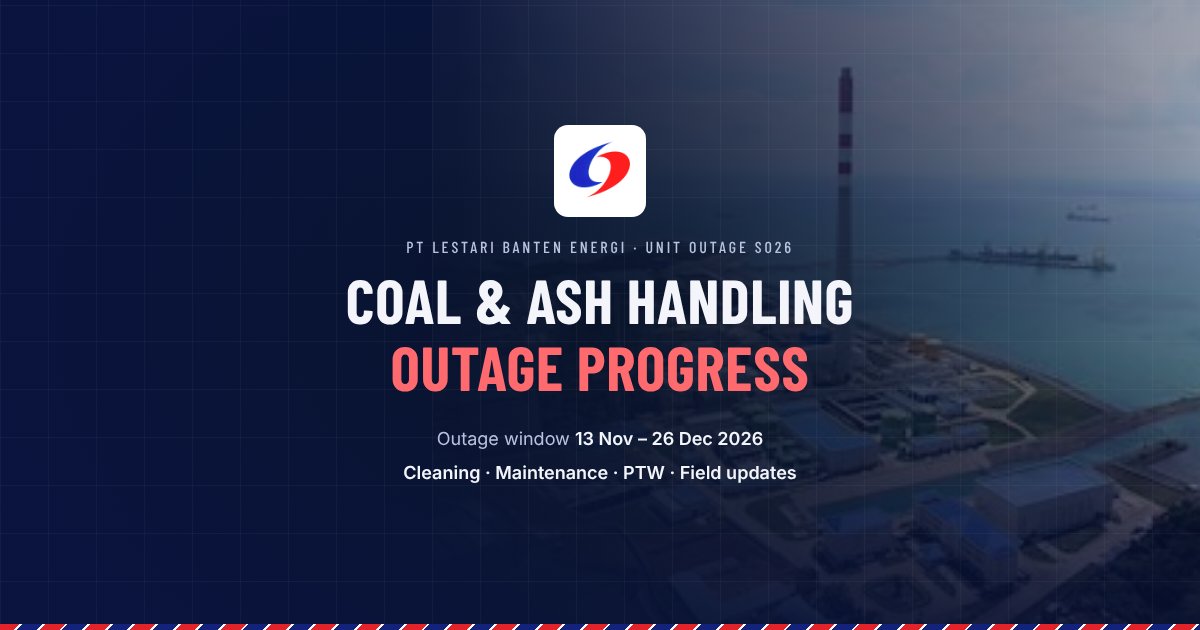 PT LESTARI BANTEN ENERGI · UNIT OUTAGE SO26
COAL & ASH HANDLING
OUTAGE PROGRESS
Outage window 13 Nov – 26 Dec 2026
Cleaning · Maintenance · PTW · Field updates